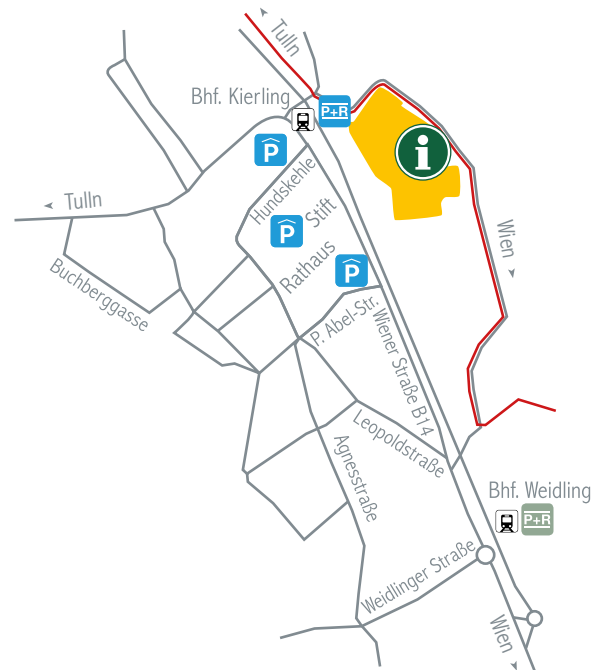 Tulln
Bhf. Kierling
P+R
P
i
Hundskehle
Tulln
Stift
P
Wien
Rathaus
P
Buchberggasse
P. Abel-Str.
Wiener Straße B14
Leopoldstraße
Agnesstraße
Bhf. Weidling
P+R
Weidlinger Straße
Wien